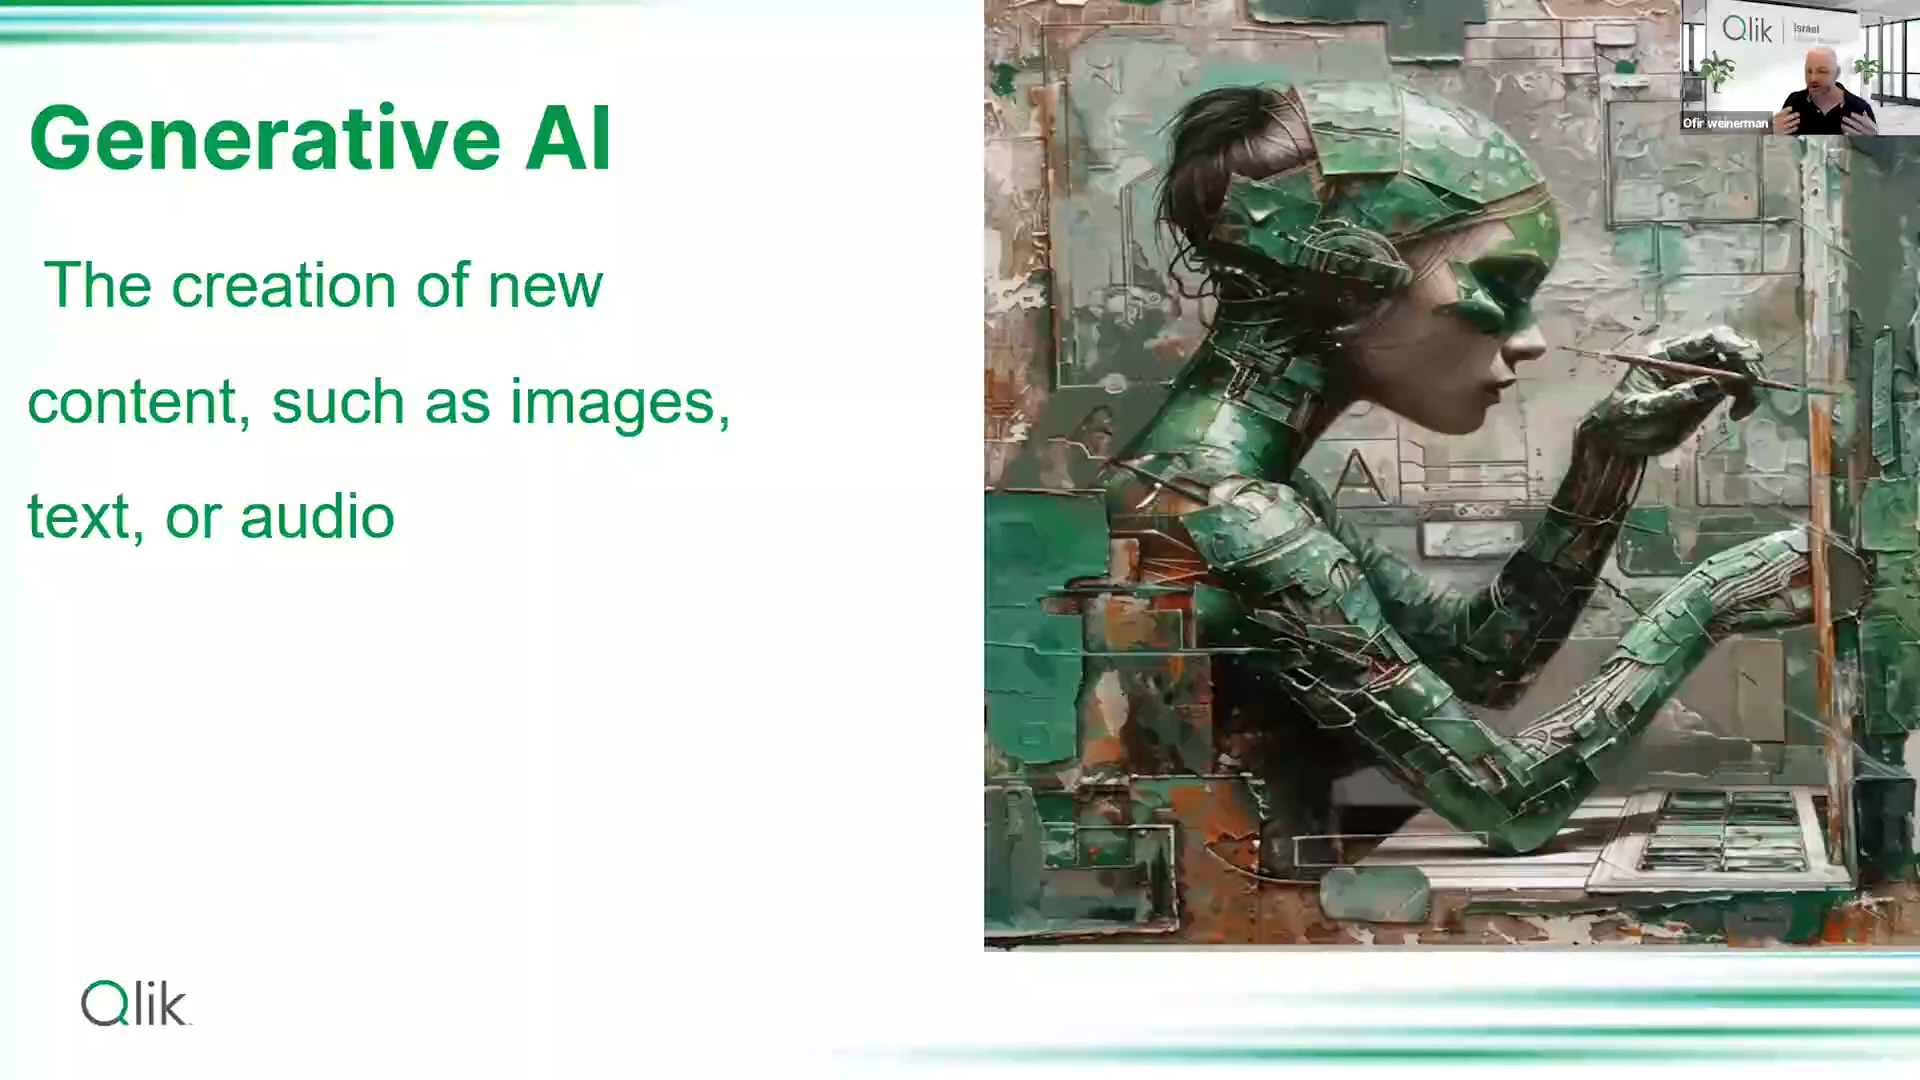 Generative AI
The creation of new
content, such as images,
text, or audio
Qlik
Qlik Israel
Ofir weinerman